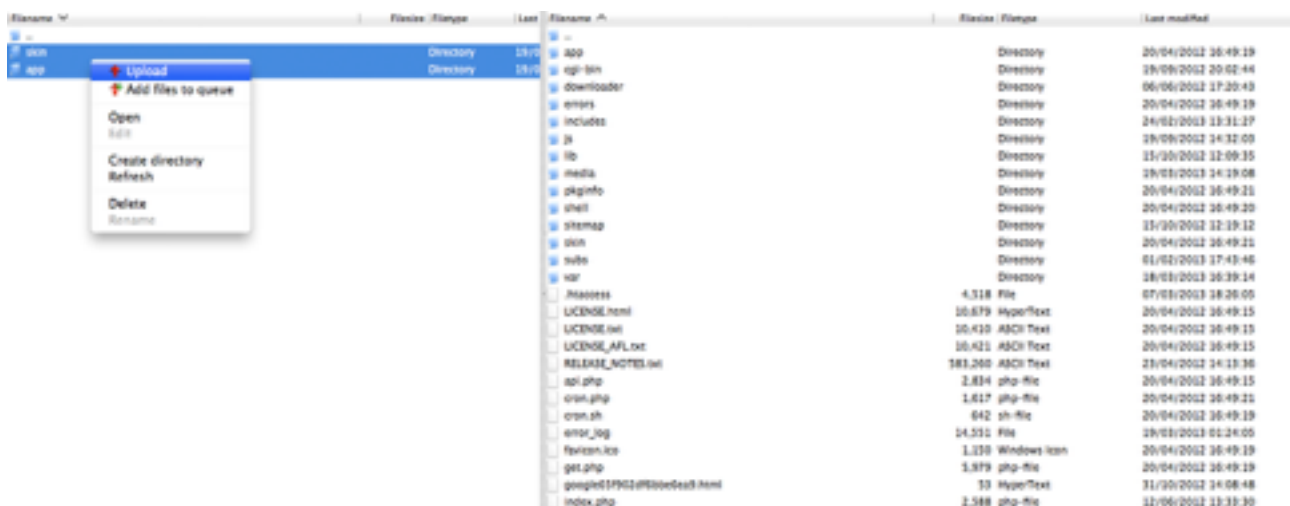 Filename Filesize Filetype Last
..
skin Directory 19/0
app Directory 19/0
Upload
Add files to queue
Open
Edit
Create directory
Refresh
Delete
Rename
Filename Filesize Filetype Last modified
..
app Directory 20/04/2012 16:49:19
cgi-bin Directory 19/09/2012 20:02:44
downloader Directory 06/06/2012 17:20:43
errors Directory 20/04/2012 16:49:19
includes Directory 24/02/2013 13:31:27
js Directory 19/09/2012 14:32:03
lib Directory 15/10/2012 12:09:35
media Directory 19/03/2013 14:19:08
pkginfo Directory 20/04/2012 16:49:21
shell Directory 20/04/2012 16:49:20
sitemap Directory 15/10/2012 12:19:12
skin Directory 20/04/2012 16:49:21
subs Directory 01/02/2013 17:43:46
var Directory 18/03/2013 16:39:14
.htaccess 4,518 File 07/03/2013 18:26:05
LICENSE.html 10,679 HyperText 20/04/2012 16:49:15
LICENSE.txt 10,410 ASCII Text 20/04/2012 16:49:15
LICENSE_AFL.txt 10,421 ASCII Text 20/04/2012 16:49:15
RELEASE_NOTES.txt 583,260 ASCII Text 23/04/2012 14:13:36
api.php 2,834 php-file 20/04/2012 16:49:15
cron.php 1,617 php-file 20/04/2012 16:49:21
cron.sh 642 sh-file 20/04/2012 16:49:19
error_log 14,551 File 19/03/2013 01:24:05
favicon.ico 1,150 Windows Icon 20/04/2012 16:49:19
get.php 5,979 php-file 20/04/2012 16:49:19
53 HyperText 31/10/2012 14:08:48
index.php 2,588 php-file 12/06/2012 13:33:30